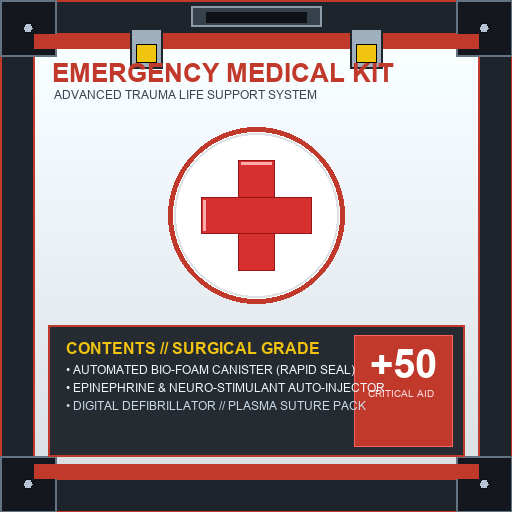 EMERGENCY MEDICAL KIT
ADVANCED TRAUMA LIFE SUPPORT SYSTEM
CONTENTS // SURGICAL GRADE
• AUTOMATED BIO-FOAM CANISTER (RAPID SEAL)
• EPINEPHRINE & NEURO-STIMULANT AUTO-INJECTOR
• DIGITAL DEFIBRILLATOR // PLASMA SUTURE PACK
+50
CRITICAL AID